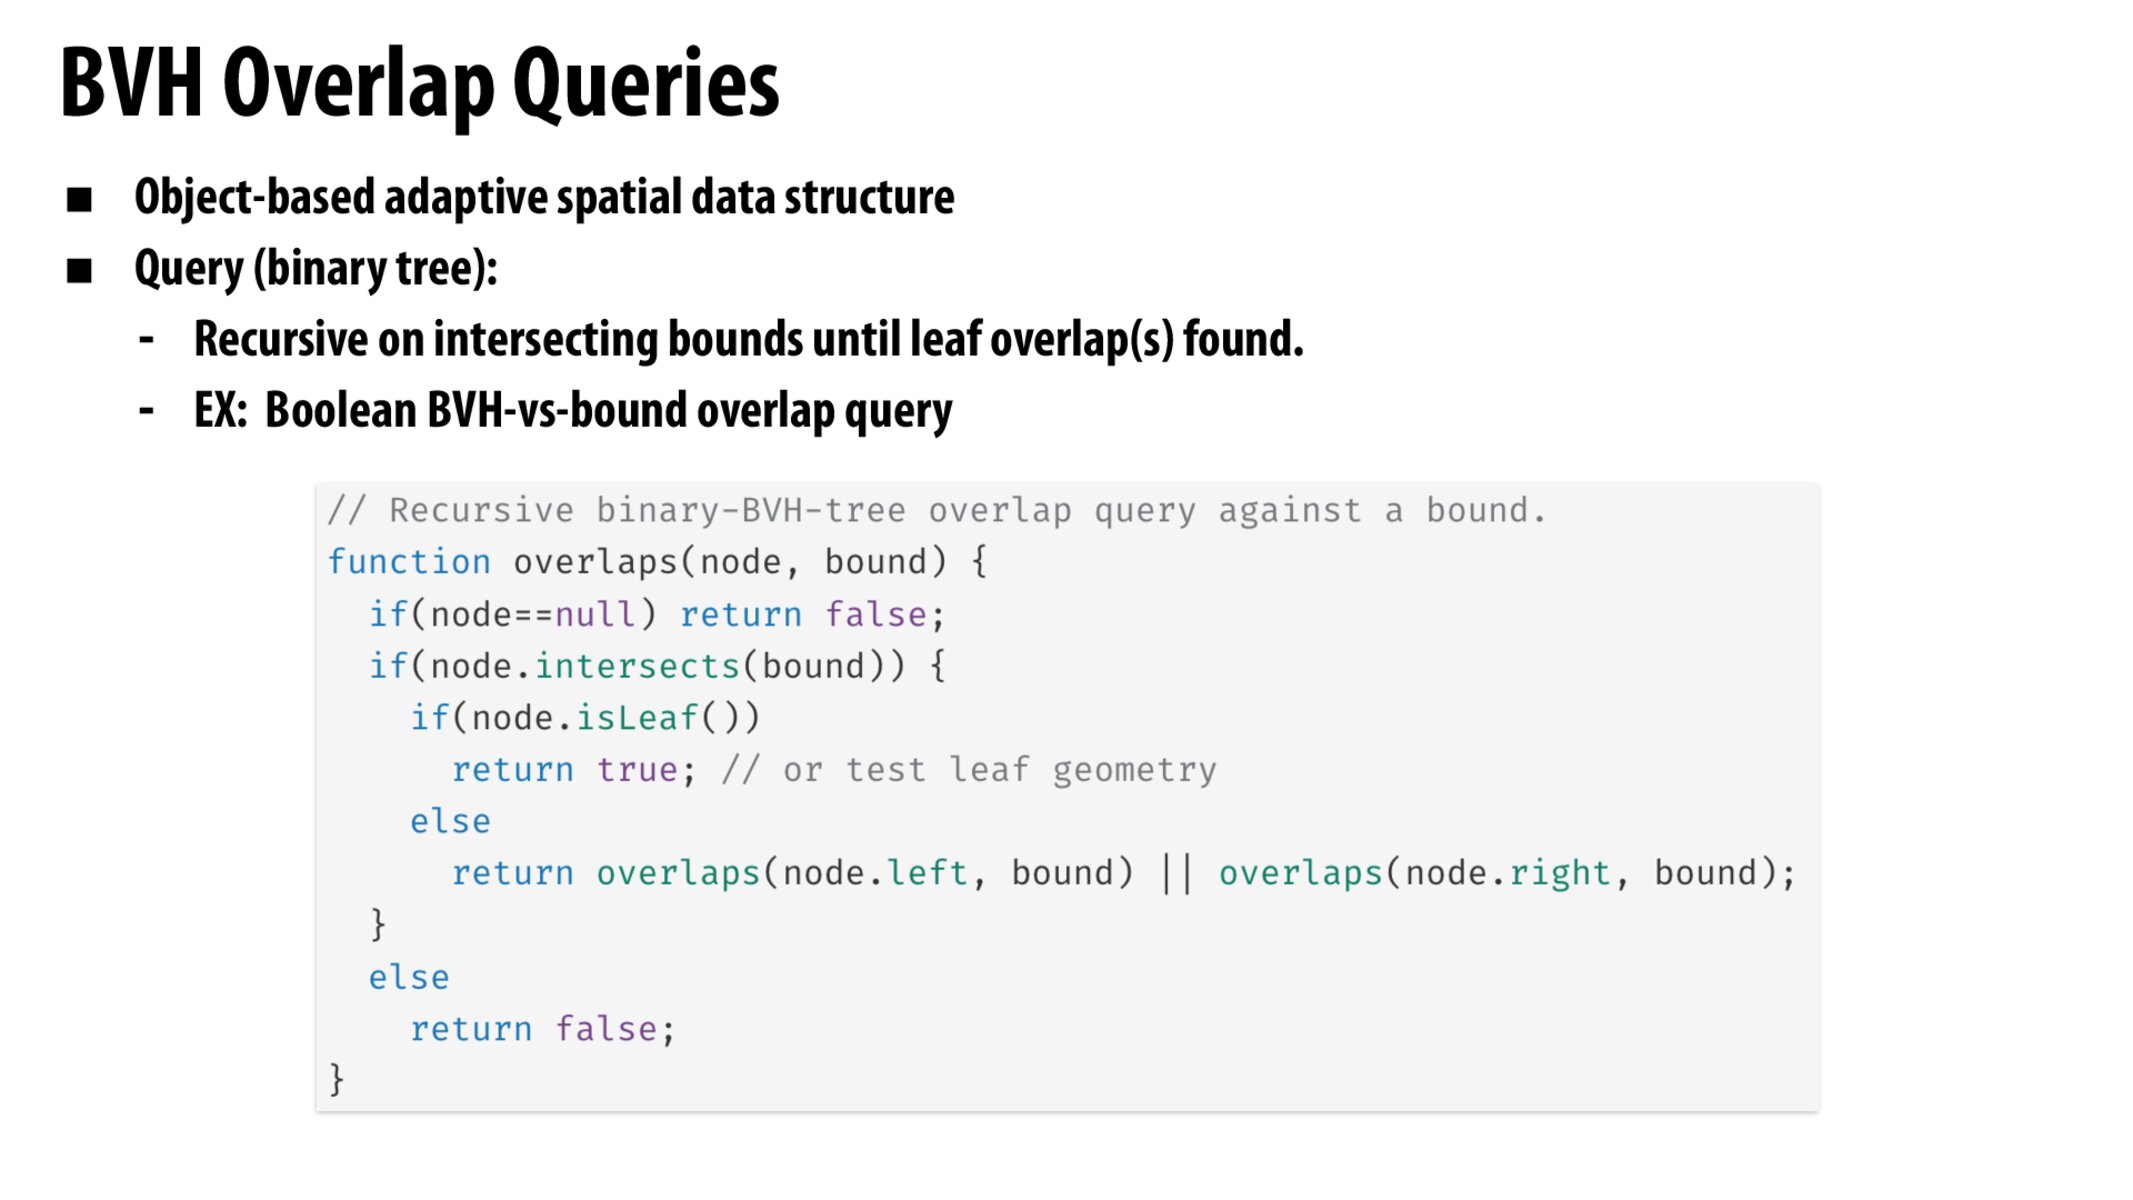 BVH Overlap Queries
■ Object-based adaptive spatial data structure
■ Query (binary tree):
- Recursive on intersecting bounds until leaf overlap(s) found.
- EX: Boolean BVH-vs-bound overlap query
// Recursive binary-BVH-tree overlap query against a bound.
function overlaps(node, bound) {
  if(node==null) return false;
  if(node.intersects(bound)) {
    if(node.isLeaf())
      return true; // or test leaf geometry
    else
      return overlaps(node.left, bound) || overlaps(node.right, bound);
  }
  else
    return false;
}